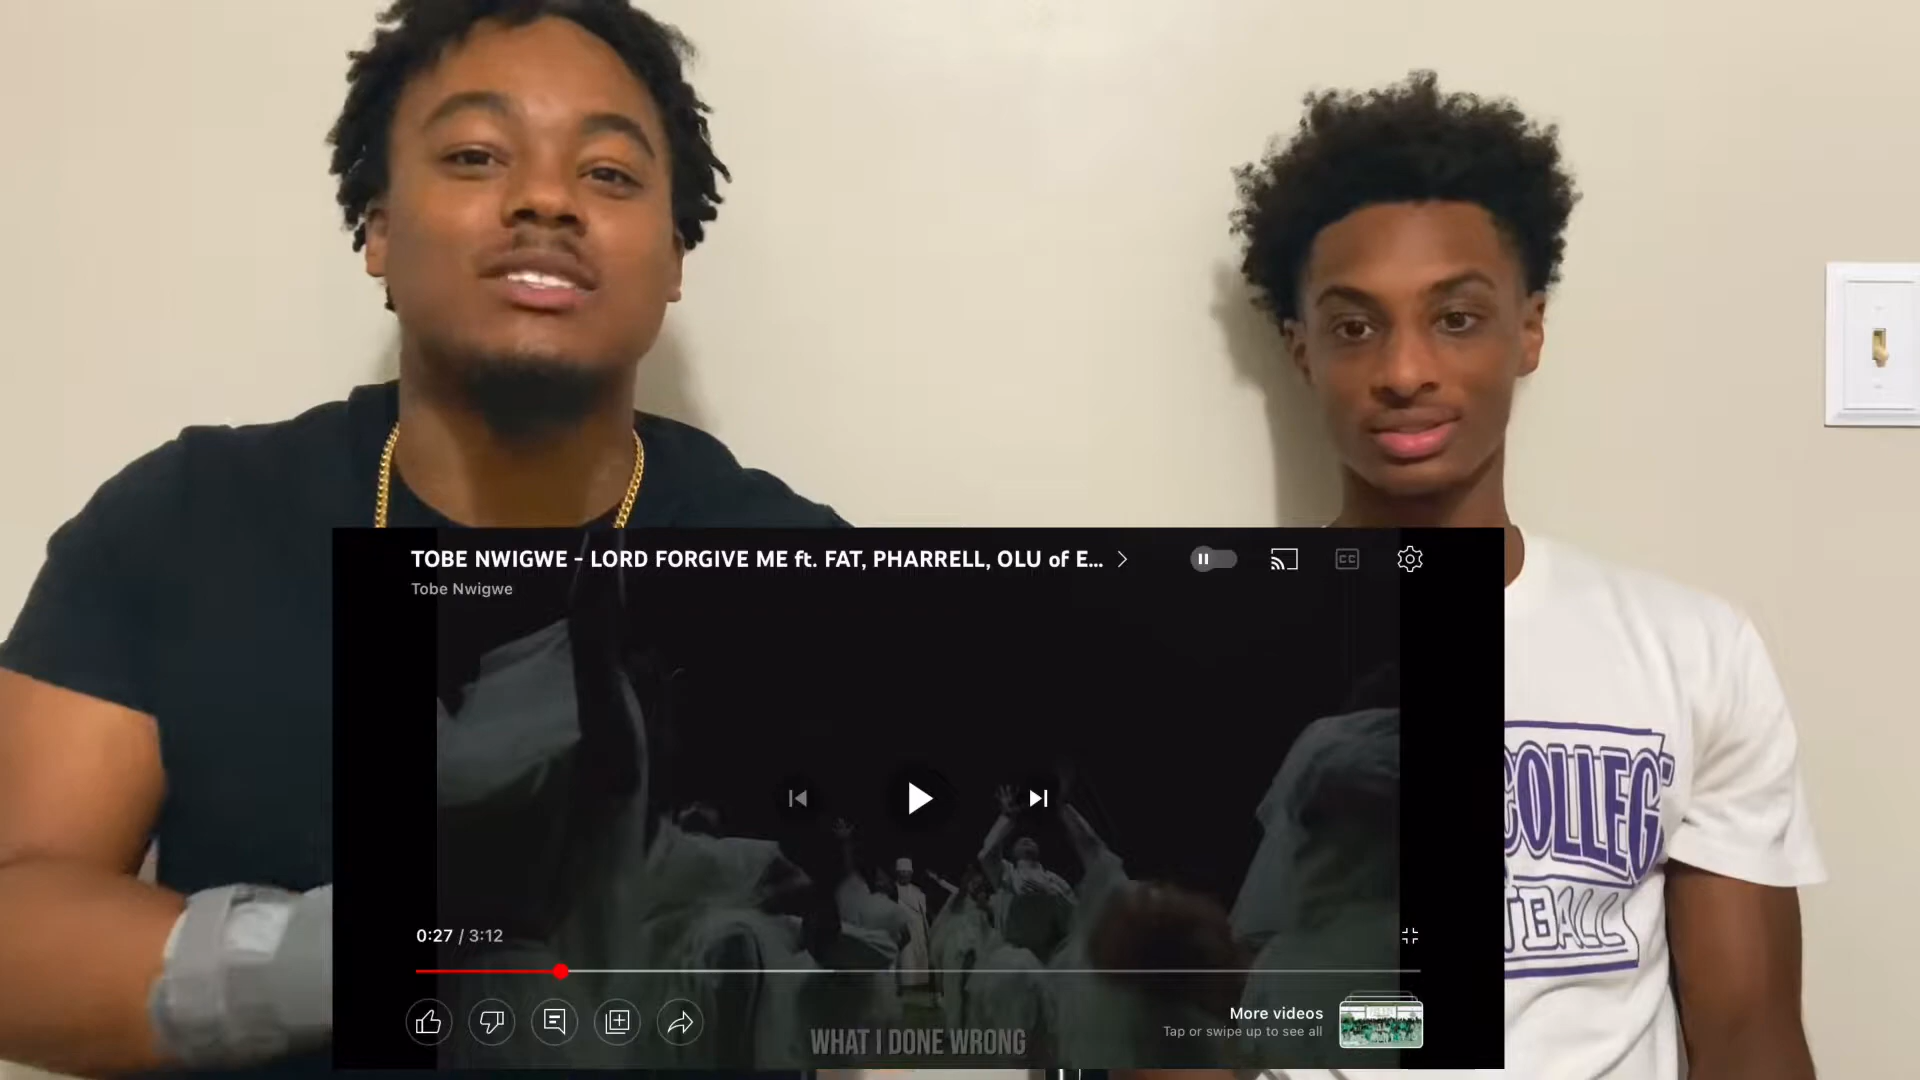 TOBE NWIGWE - LORD FORGIVE ME ft. FAT, PHARRELL, OLU of E...
Tobe Nwigwe
CC
COLLEG
TBALL
0:27 / 3:12
More videos
Tap or swipe up to see all
WHAT I DONE WRONG